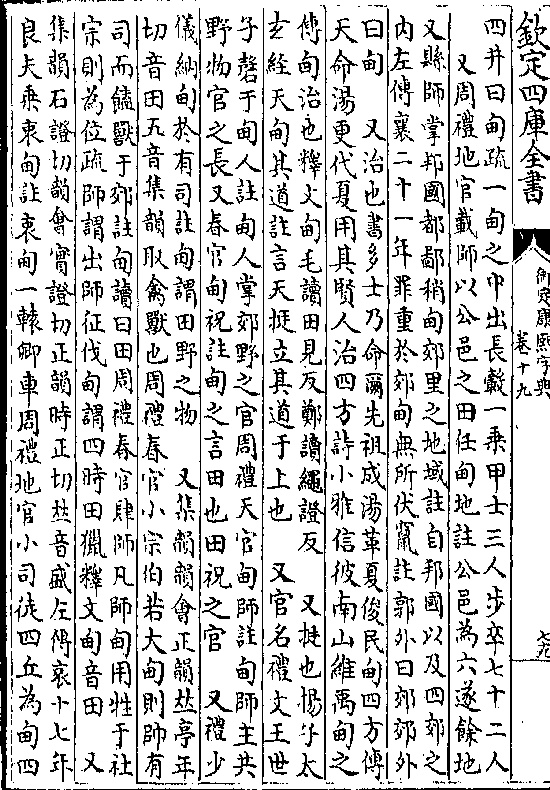 欽定四庫全書
御定康熙字典
卷十九
四井曰甸疏一甸之中出長轂一乗甲士三人步卒七十二人
又周禮地官載師以公邑之田任甸地註公邑為六遂餘地
又縣師掌邦國都鄙稍甸郊里之地域註自邦國以及四郊之
内左傳襄二十一年罪重於郊甸無所伏竄註郭外曰郊郊外
曰甸　又治也書多士乃命爾先祖成湯革夏俊民甸四方傳
天命湯更代夏用其賢人治四方詩小雅信彼南山維禹甸之
傳甸治也釋文甸毛讀田見反鄭讀繩證反　又挺也揚子太
𤣥經天甸其道註言天挺立其道于上也　又官名禮文王世
子磬于甸人註甸人掌郊野之官周禮天官甸師註甸師主共
野物官之長又春官甸祝註甸之言田也田祝之官　又禮少
儀納甸於有司註甸謂田野之物　又集韻韻會正韻𠀤亭年
切音田五音集韻取禽獸也周禮春官小宗伯若大甸則帥有
司而饁獸于郊註甸讀曰田周禮春官肆師凡師甸用牲于社
宗則為位疏師謂出師征伐甸謂四時田獵釋文甸音田　又
集韻石證切韻會實證切正韻時正切𠀤音盛左傳哀十七年
良夫乗衷甸註衷甸一轅卿車周禮地官小司徒四丘為甸四